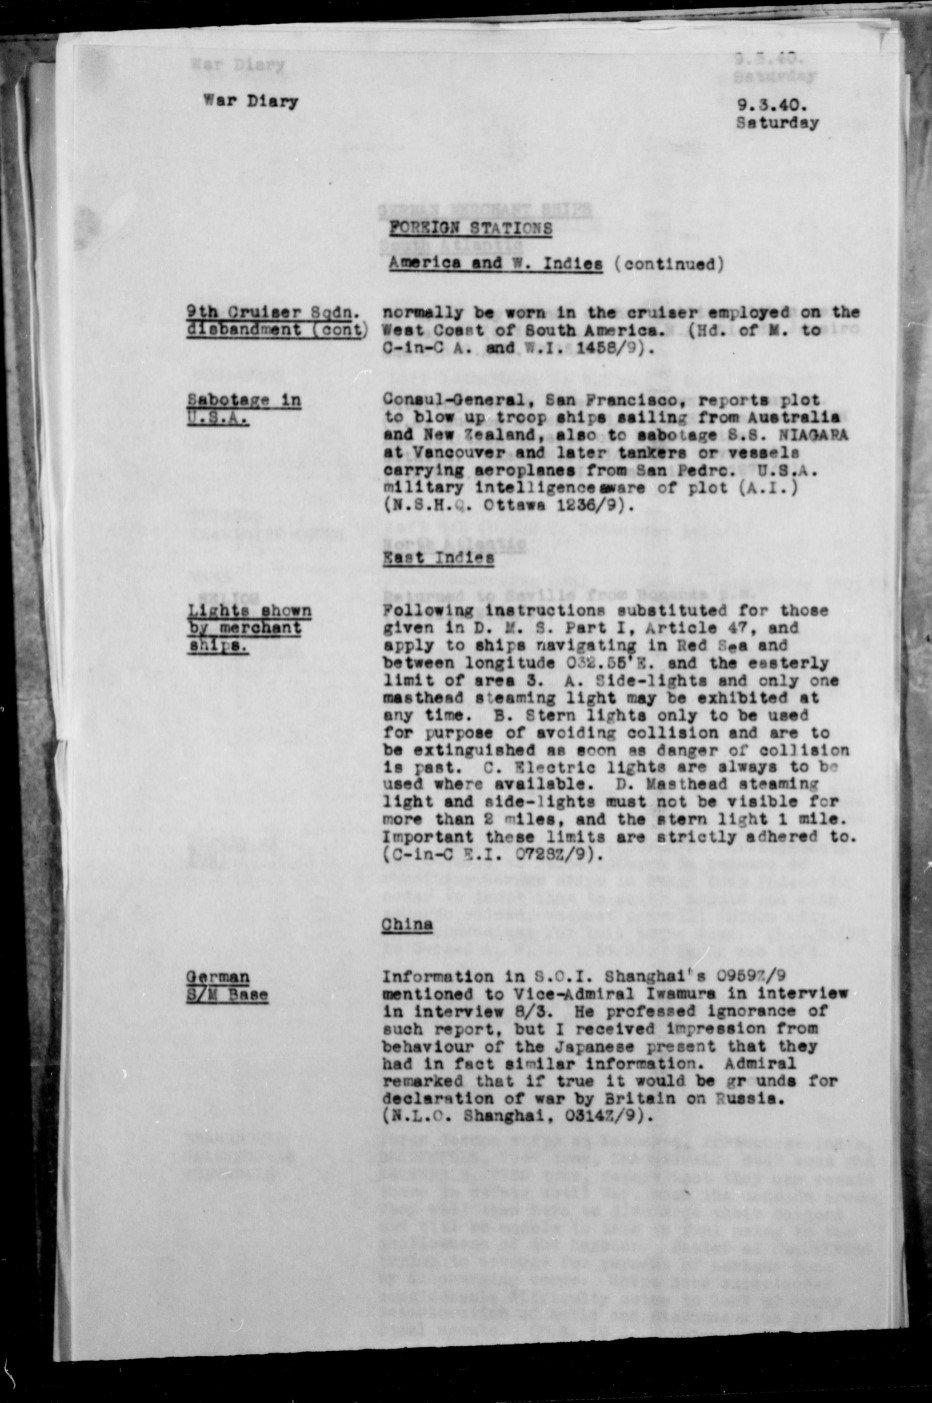 War Diary
9.3.40.
Saturday
FOREIGN STATIONS
America and W. Indies (continued)
9th Cruiser Sqdn.
disbandment (cont)
normally be worn in the cruiser employed on the
West Coast of South America. (Hd. of M. to
C-in-C A. and W.I. 1458/9).
Sabotage in
U.S.A.
Consul-General, San Francisco, reports plot
to blow up troop ships sailing from Australia
and New Zealand, also to sabotage S.S. NIAGARA
at Vancouver and later tankers or vessels
carrying aeroplanes from San Pedro. U.S.A.
military intelligence aware of plot (A.I.)
(N.S.H.Q. Ottawa 1236/9).
East Indies
Lights shown
by merchant
ships.
Following instructions substituted for those
given in D. M. S. Part I, Article 47, and
apply to ships navigating in Red Sea and
between longitude 032.55'E. and the easterly
limit of area 3. A. Side-lights and only one
masthead steaming light may be exhibited at
any time. B. Stern lights only to be used
for purpose of avoiding collision and are to
be extinguished as soon as danger of collision
is past. C. Electric lights are always to be
used where available. D. Masthead steaming
light and side-lights must not be visible for
more than 2 miles, and the stern light 1 mile.
Important these limits are strictly adhered to.
(C-in-C E.I. 0728Z/9).
China
German
S/M Base
Information in S.O.I. Shanghai's 0959Z/9
mentioned to Vice-Admiral Iwamura in interview
in interview 8/3. He professed ignorance of
such report, but I received impression from
behaviour of the Japanese present that they
had in fact similar information. Admiral
remarked that if true it would be gr unds for
declaration of war by Britain on Russia.
(N.L.O. Shanghai, 0314Z/9).